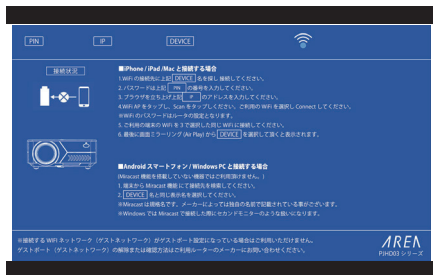 PIN IP DEVICE
接続状況
■iPhone / iPad /Mac と接続する場合
1.WiFi の接続先に上記 DEVICE 名を探し 接続してください。
2.パスワードは上記 PIN の番号を入力してください。
3.ブラウザを立ち上げ上記 IP のアドレスを入力してください。
4.WiFi APをタップし、Scan をタップしてください。ご利用の WiFi を選択し Connect してください。
※WiFi のパスワードはルータの設定となります。
5.ご利用の端末の WiFi を 3 で選択した同じ WiFi に接続してください。
6.最後に画面ミラーリング (Air Play) から DEVICE を選択して頂くと表示されます。
■Android スマートフォン / Windows PC と接続する場合
(Miracast 機能を搭載していない機器ではご利用頂けません。)
1.端末から Miracast 機能 にて接続先を検索してください。
2. DEVICE 名と同じ表示名を選択してください。
※Miracast は規格名です。メーカーによっては独自の名前で記載されている事がございます。
※Windows では Miracast で接続した際にセカンドモニターのような扱いになります。
※接続する WiFi ネットワーク（ゲストネットワーク）がゲストポート設定になっている場合はご利用いただけません。
ゲストポート（ゲストネットワーク）の解除または確認方法はご利用ルーターのメーカーにお問い合わせください。
AREN
PJHD03 シリーズ